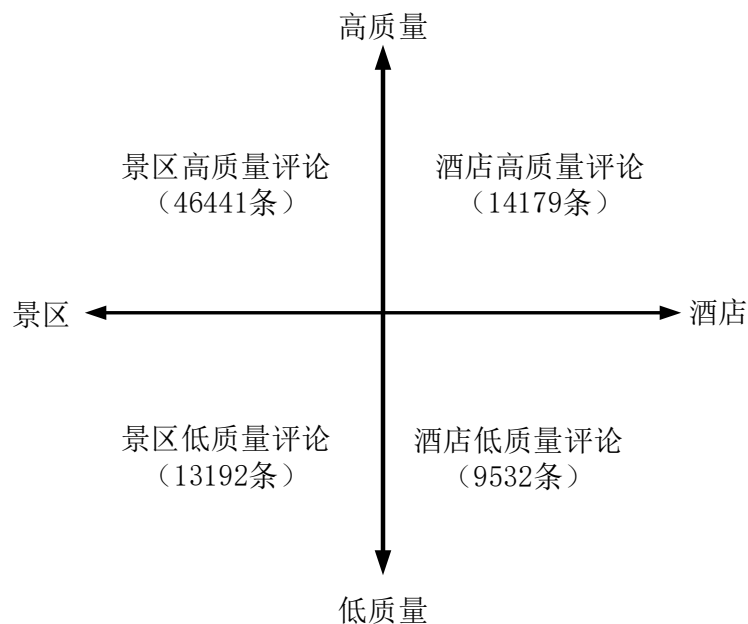 高质量
景区高质量评论
（46441条）
酒店高质量评论
（14179条）
景区
酒店
景区低质量评论
（13192条）
酒店低质量评论
（9532条）
低质量